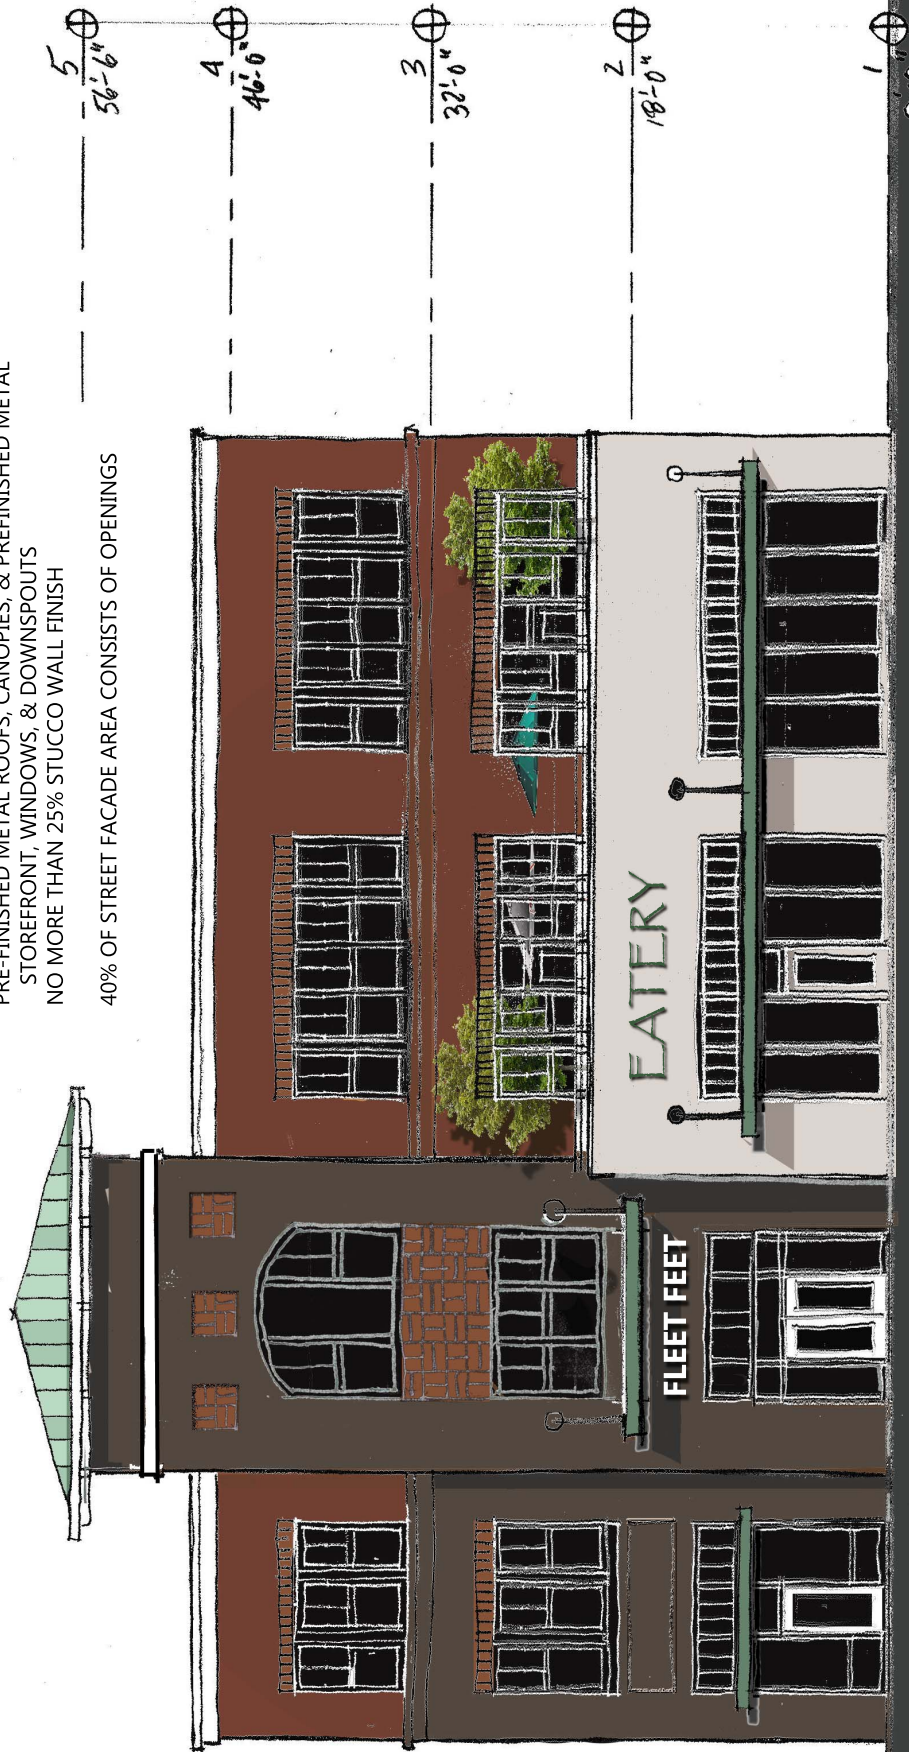 PRE-FINISHED METAL ROOFS, CANOPIES, & PREFINISHED METAL
STOREFRONT, WINDOWS, & DOWNSPOUTS
NO MORE THAN 25% STUCCO WALL FINISH
40% OF STREET FACADE AREA CONSISTS OF OPENINGS
5
56'-6"
4
46'-0"
3
32'-0"
2
18'-0"
1
EATERY
FLEET FEET